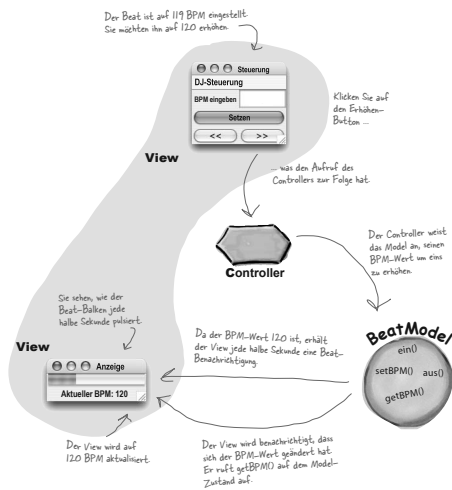 Der Beat ist auf 119 BPM eingestellt.
Sie möchten ihn auf 120 erhöhen.
Steuerung
DJ-Steuerung
BPM eingeben
Setzen
<<
>>
Klicken Sie auf
den Erhöhen-
Button ...
View
... was den Aufruf des
Controllers zur Folge hat.
Controller
Der Controller weist
das Model an, seinen
BPM-Wert um eins
zu erhöhen.
Sie sehen, wie der
Beat-Balken jede
halbe Sekunde pulsiert.
View
Anzeige
Aktueller BPM: 120
Da der BPM-Wert 120 ist, erhält
der View jede halbe Sekunde eine Beat-
Benachrichtigung.
BeatModel
ein()
setBPM() aus()
getBPM()
Der View wird auf
120 BPM aktualisiert.
Der View wird benachrichtigt, dass
sich der BPM-Wert geändert hat.
Er ruft getBPM() auf dem Model-
Zustand auf.